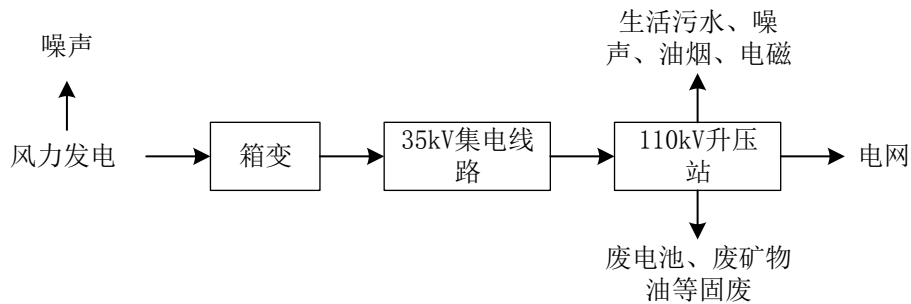 噪声
生活污水、噪
声、油烟、电磁
风力发电
箱变
35kV集电线
路
110kV升压
站
电网
废电池、废矿物
油等固废